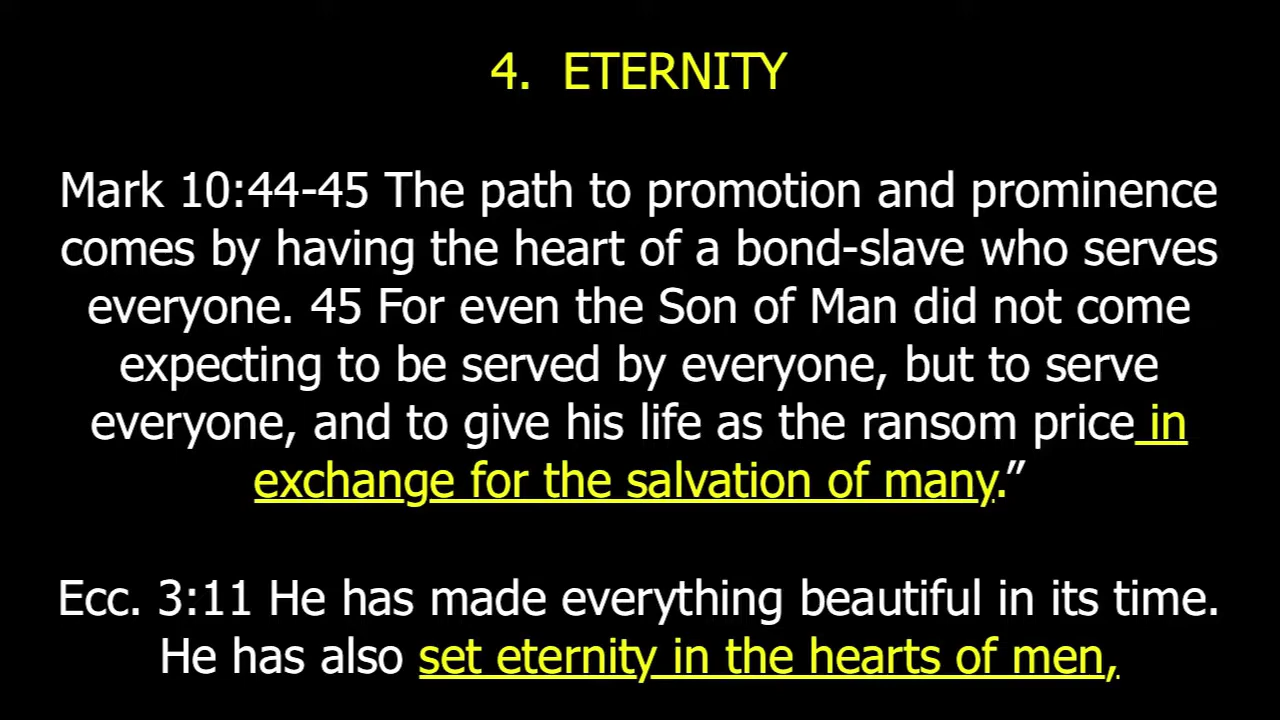 4. ETERNITY
Mark 10:44-45 The path to promotion and prominence
comes by having the heart of a bond-slave who serves
everyone. 45 For even the Son of Man did not come
expecting to be served by everyone, but to serve
everyone, and to give his life as the ransom price in
exchange for the salvation of many.”
Ecc. 3:11 He has made everything beautiful in its time.
He has also set eternity in the hearts of men,